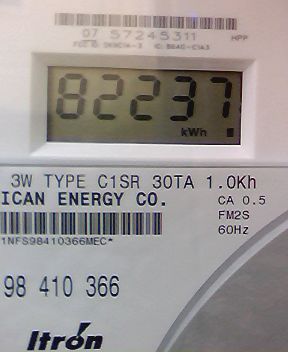 07 57245311 HPP
82237
kWh
3W TYPE C1SR 30TA 1.0Kh
ICAN ENERGY CO. CA 0.5
FM2S
1NFS98410366MEC* 60Hz
98 410 366
Itron